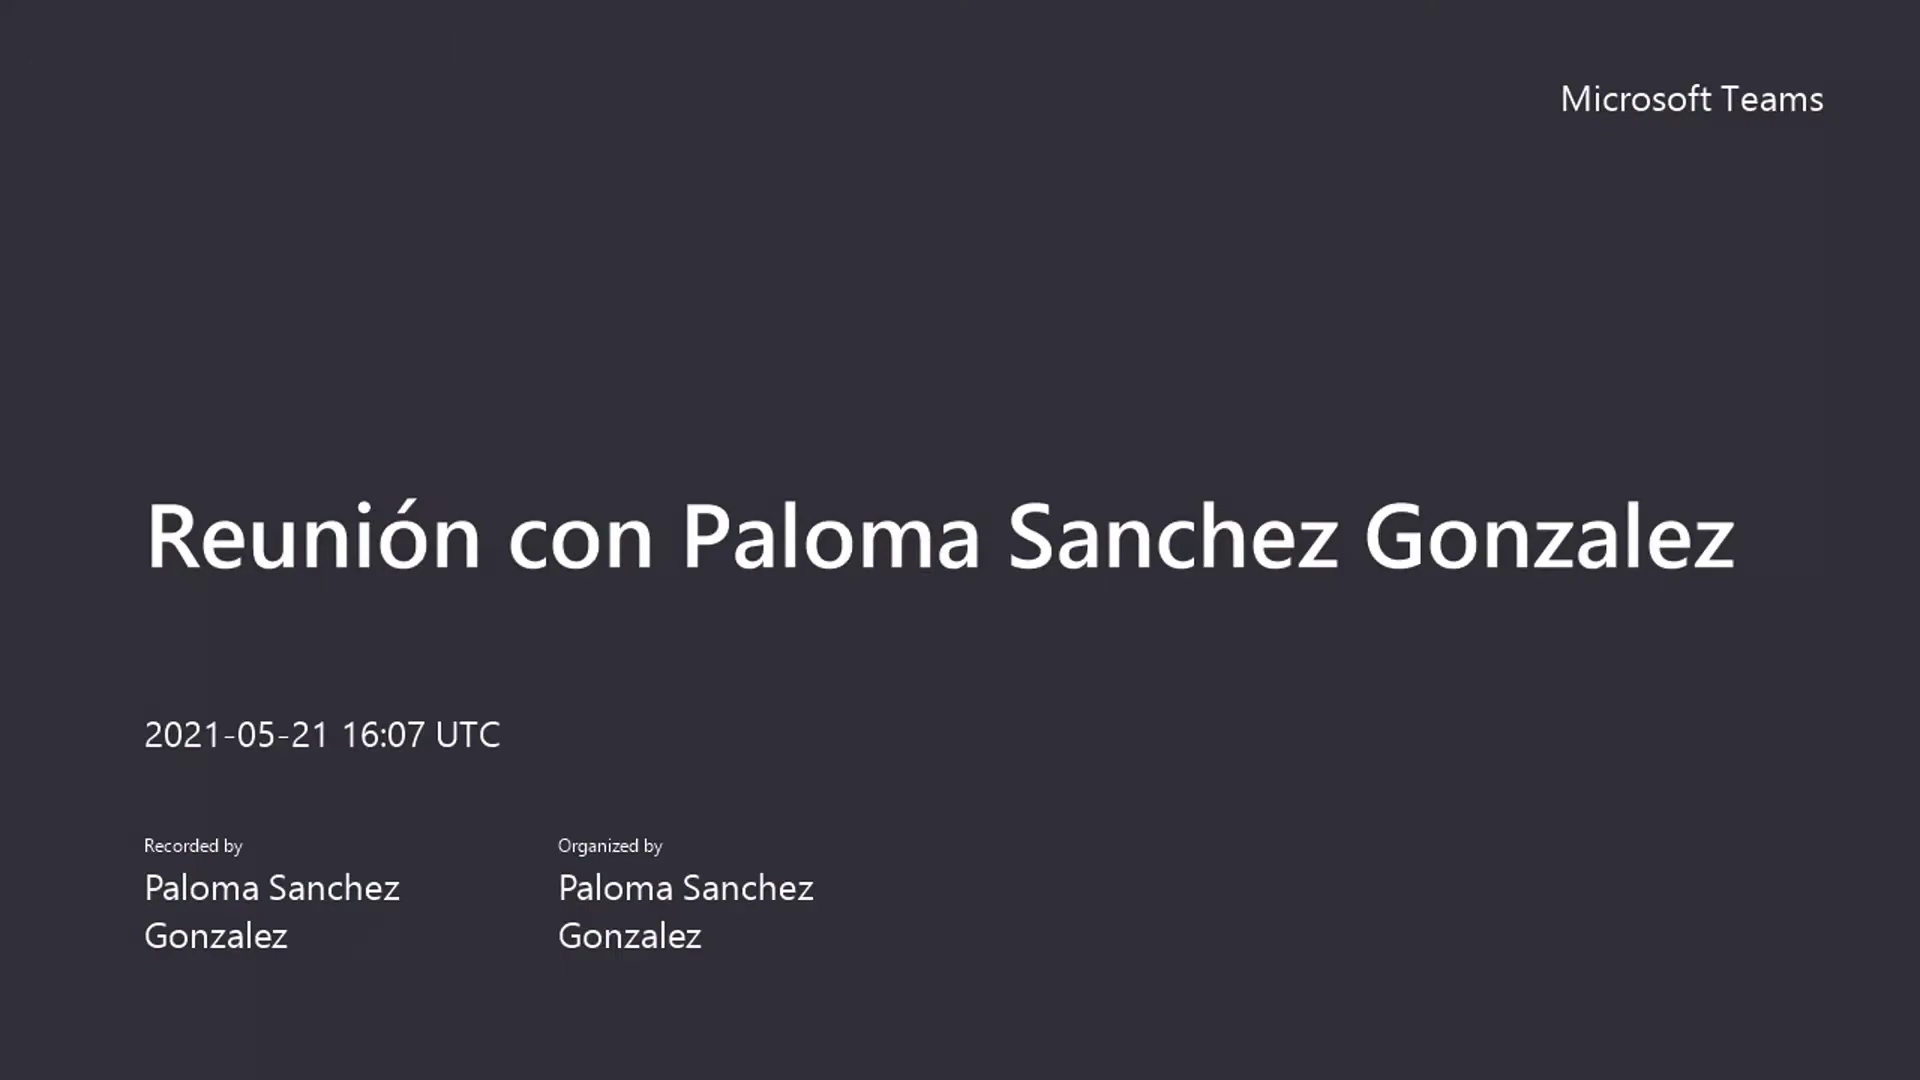 Microsoft Teams
Reunión con Paloma Sanchez Gonzalez
2021-05-21 16:07 UTC
Recorded by
Paloma Sanchez
Gonzalez
Organized by
Paloma Sanchez
Gonzalez